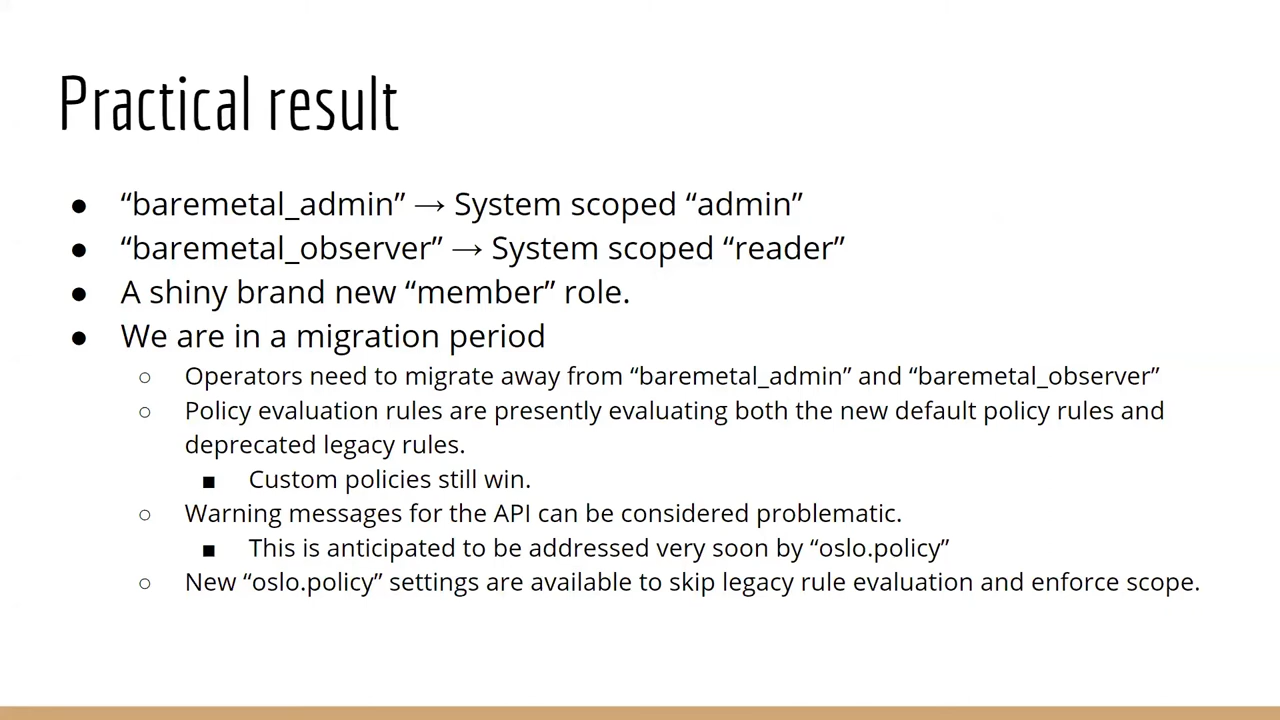 Practical result
● “baremetal_admin” → System scoped “admin”
● “baremetal_observer” → System scoped “reader”
● A shiny brand new “member” role.
● We are in a migration period
○ Operators need to migrate away from “baremetal_admin” and “baremetal_observer”
○ Policy evaluation rules are presently evaluating both the new default policy rules and
deprecated legacy rules.
■ Custom policies still win.
○ Warning messages for the API can be considered problematic.
■ This is anticipated to be addressed very soon by “oslo.policy”
○ New “oslo.policy” settings are available to skip legacy rule evaluation and enforce scope.